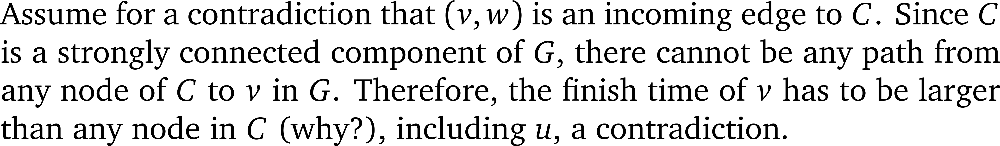 Assume for a contradiction that (v, w) is an incoming edge to C. Since C
is a strongly connected component of G, there cannot be any path from
any node of C to v in G. Therefore, the finish time of v has to be larger
than any node in C (why?), including u, a contradiction.